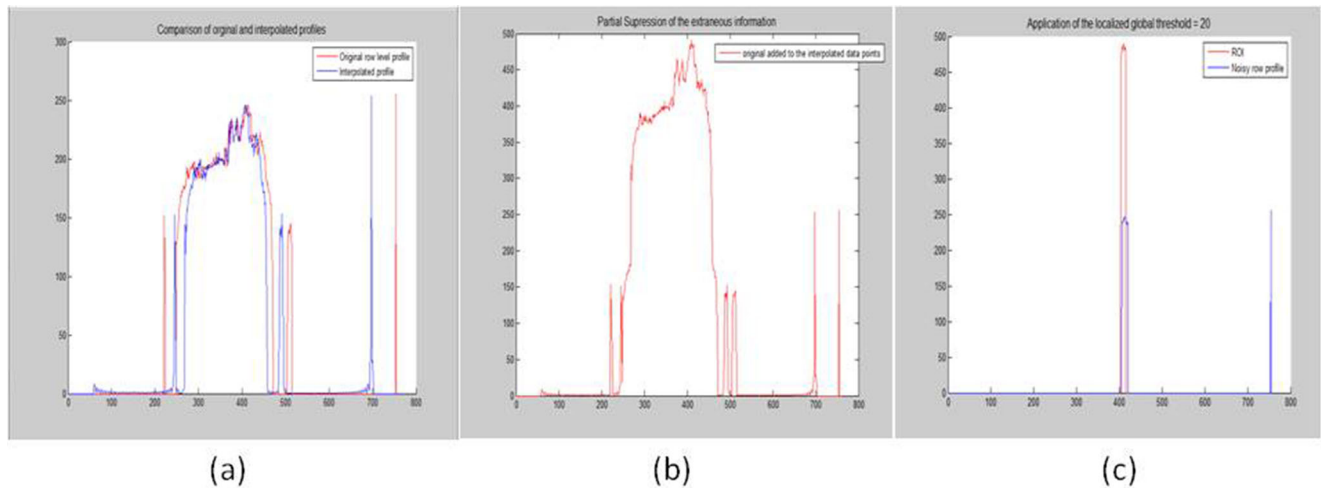 Comparison of orginal and interpolated profiles
300
250
200
150
100
50
0
0 100 200 300 400 500 600 700 800
Original row level profile
Interpolated profile
(a)
Partial Supression of the extraneous information
500
450
400
350
300
250
200
150
100
50
0
0 100 200 300 400 500 600 700 800
original added to the interpolated data points
(b)
Application of the localized global threshold = 20
500
450
400
350
300
250
200
150
100
50
0
0 100 200 300 400 500 600 700 800
ROI
Noisy row profile
(c)